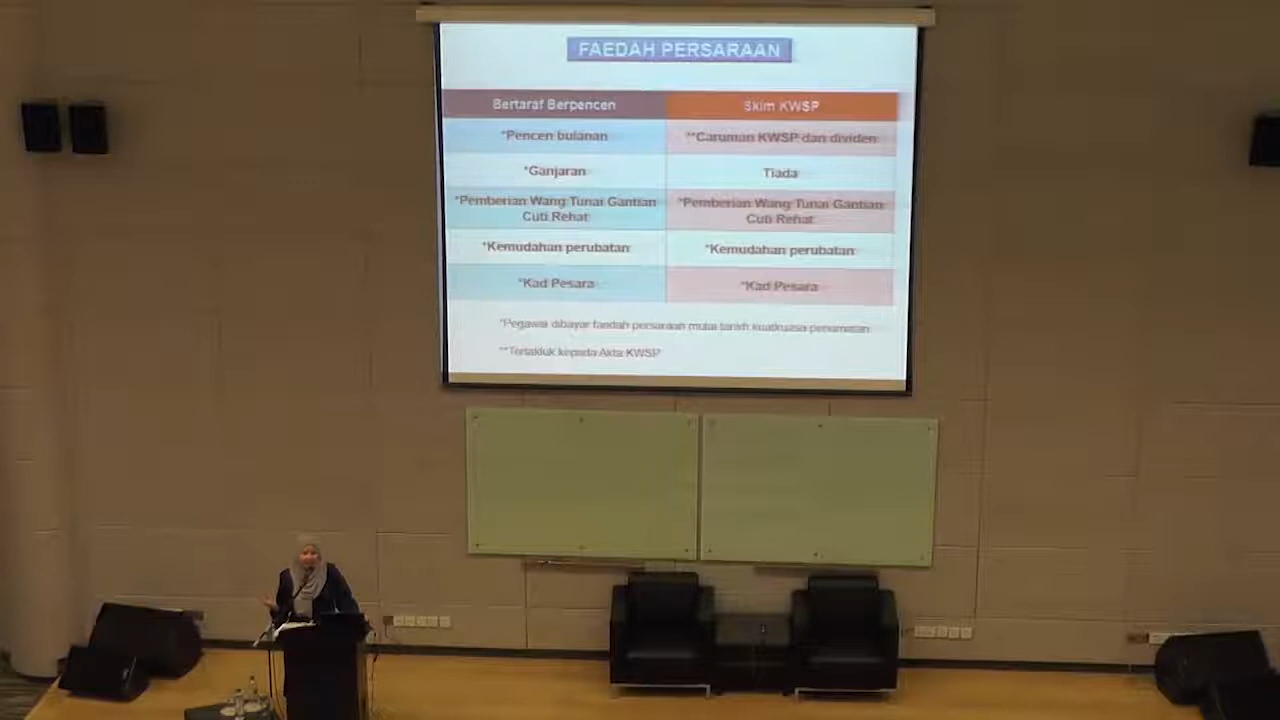 FAEDAH PERSARAAN
Bertaraf Berpencen
Skim KWSP
*Pencen bulanan
**Caruman KWSP dan dividen
*Ganjaran
Tiada
*Pemberian Wang Tunai Gantian
Cuti Rehat
*Pemberian Wang Tunai Gantian
Cuti Rehat
*Kemudahan perubatan
*Kemudahan perubatan
*Kad Pesara
*Kad Pesara
*Pegawai dibayar faedah persaraan mulai tarikh kuatkuasa penamatan
**Tertakluk kepada Akta KWSP